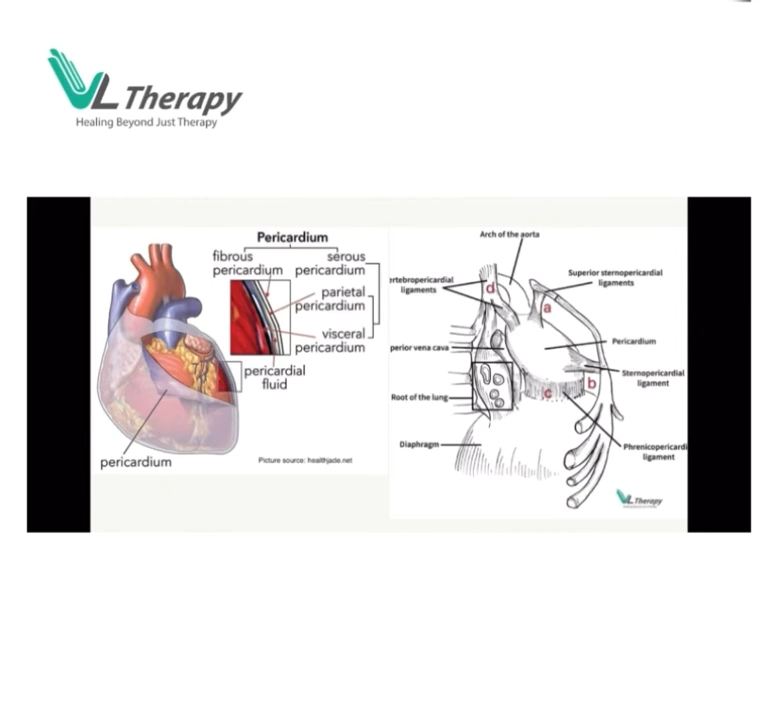 VL Therapy
Healing Beyond Just Therapy
Pericardium
fibrous
pericardium
serous
pericardium
parietal
pericardium
visceral
pericardium
pericardial
fluid
pericardium
Picture source: healthjade.net
Arch of the aorta
ertebropericardial
ligaments
d
a
Superior sternopericardial
ligaments
Pericardium
perior vena cava
Sternopericardial
ligament
b
c
Root of the lung
Diaphragm
Phrenicopericardi
ligament
VL Therapy